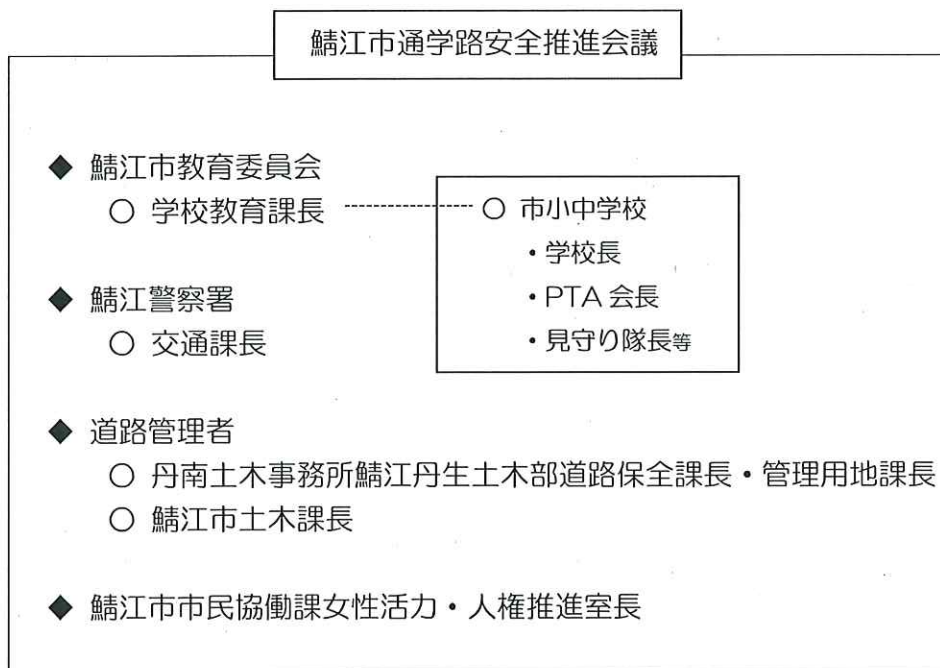 鯖江市通学路安全推進会議
◆ 鯖江市教育委員会
○ 学校教育課長
○ 市小中学校
・学校長
・PTA 会長
・見守り隊長等
◆ 鯖江警察署
○ 交通課長
◆ 道路管理者
○ 丹南土木事務所鯖江丹生土木部道路保全課長・管理用地課長
○ 鯖江市土木課長
◆ 鯖江市市民協働課女性活力・人権推進室長